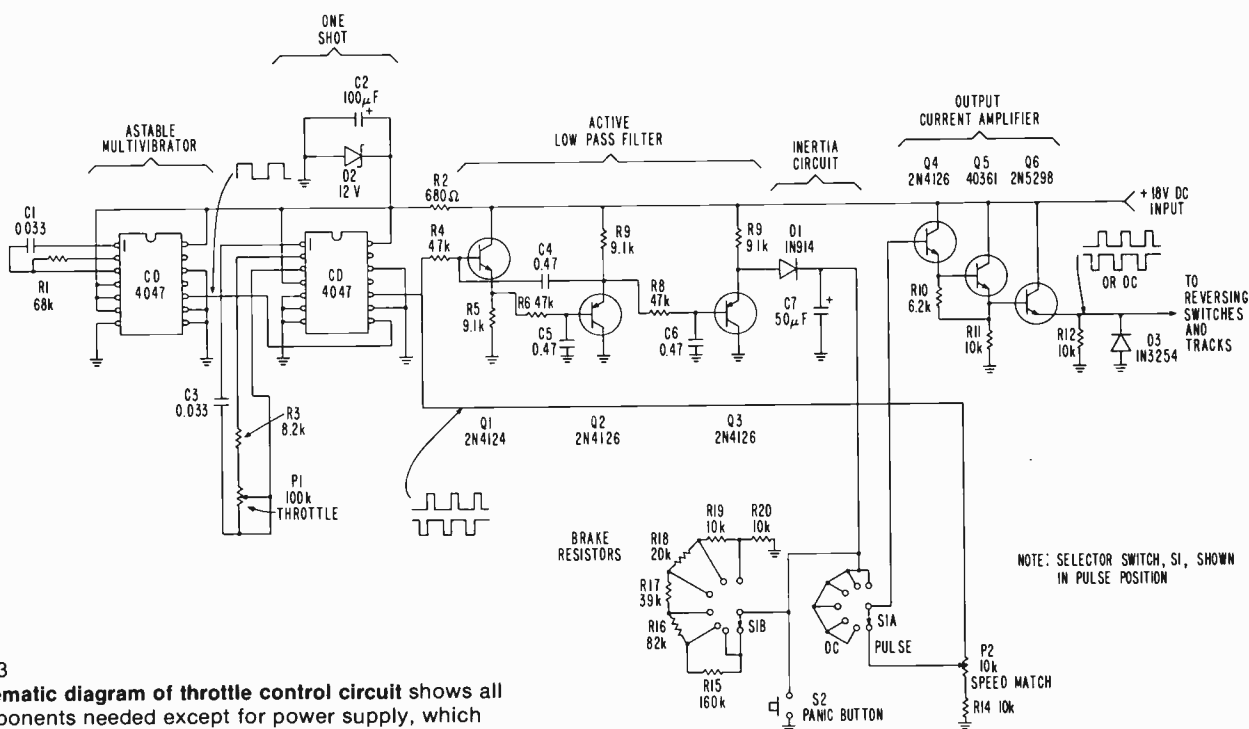 ONE
SHOT
C2
100µF
+
D2
12 V
ASTABLE
MULTIVIBRATOR
ACTIVE
LOW PASS FILTER
INERTIA
CIRCUIT
OUTPUT
CURRENT AMPLIFIER
Q4
2N4126
Q5
40361
Q6
2N5298
+ 18V DC
INPUT
C1
0.033
R1
68k
1
CD
4047
1
CD
4047
R2
680Ω
R4
47k
C4
0.47
R9
9.1k
R9
9.1k
D1
1N914
R5
9.1k
R6 47k
C5
0.47
R8
47k
C6
0.47
C7
50µF
+
R10
6.2k
R11
10k
R12
10k
OR DC
D3
1N3254
TO
REVERSING
SWITCHES
AND
TRACKS
C3
0.033
R3
8.2k
P1
100k
THROTTLE
Q1
2N4124
Q2
2N4126
Q3
2N4126
BRAKE
RESISTORS
R19
10k
R20
10k
R18
20k
R17
39k
R16
82k
R15
160k
S1B
S1A
DC
PULSE
S2
PANIC BUTTON
P2
10k
SPEED MATCH
R14 10k
NOTE: SELECTOR SWITCH, S1, SHOWN
IN PULSE POSITION
3
ematic diagram of throttle control circuit shows all
ponents needed except for power supply, which